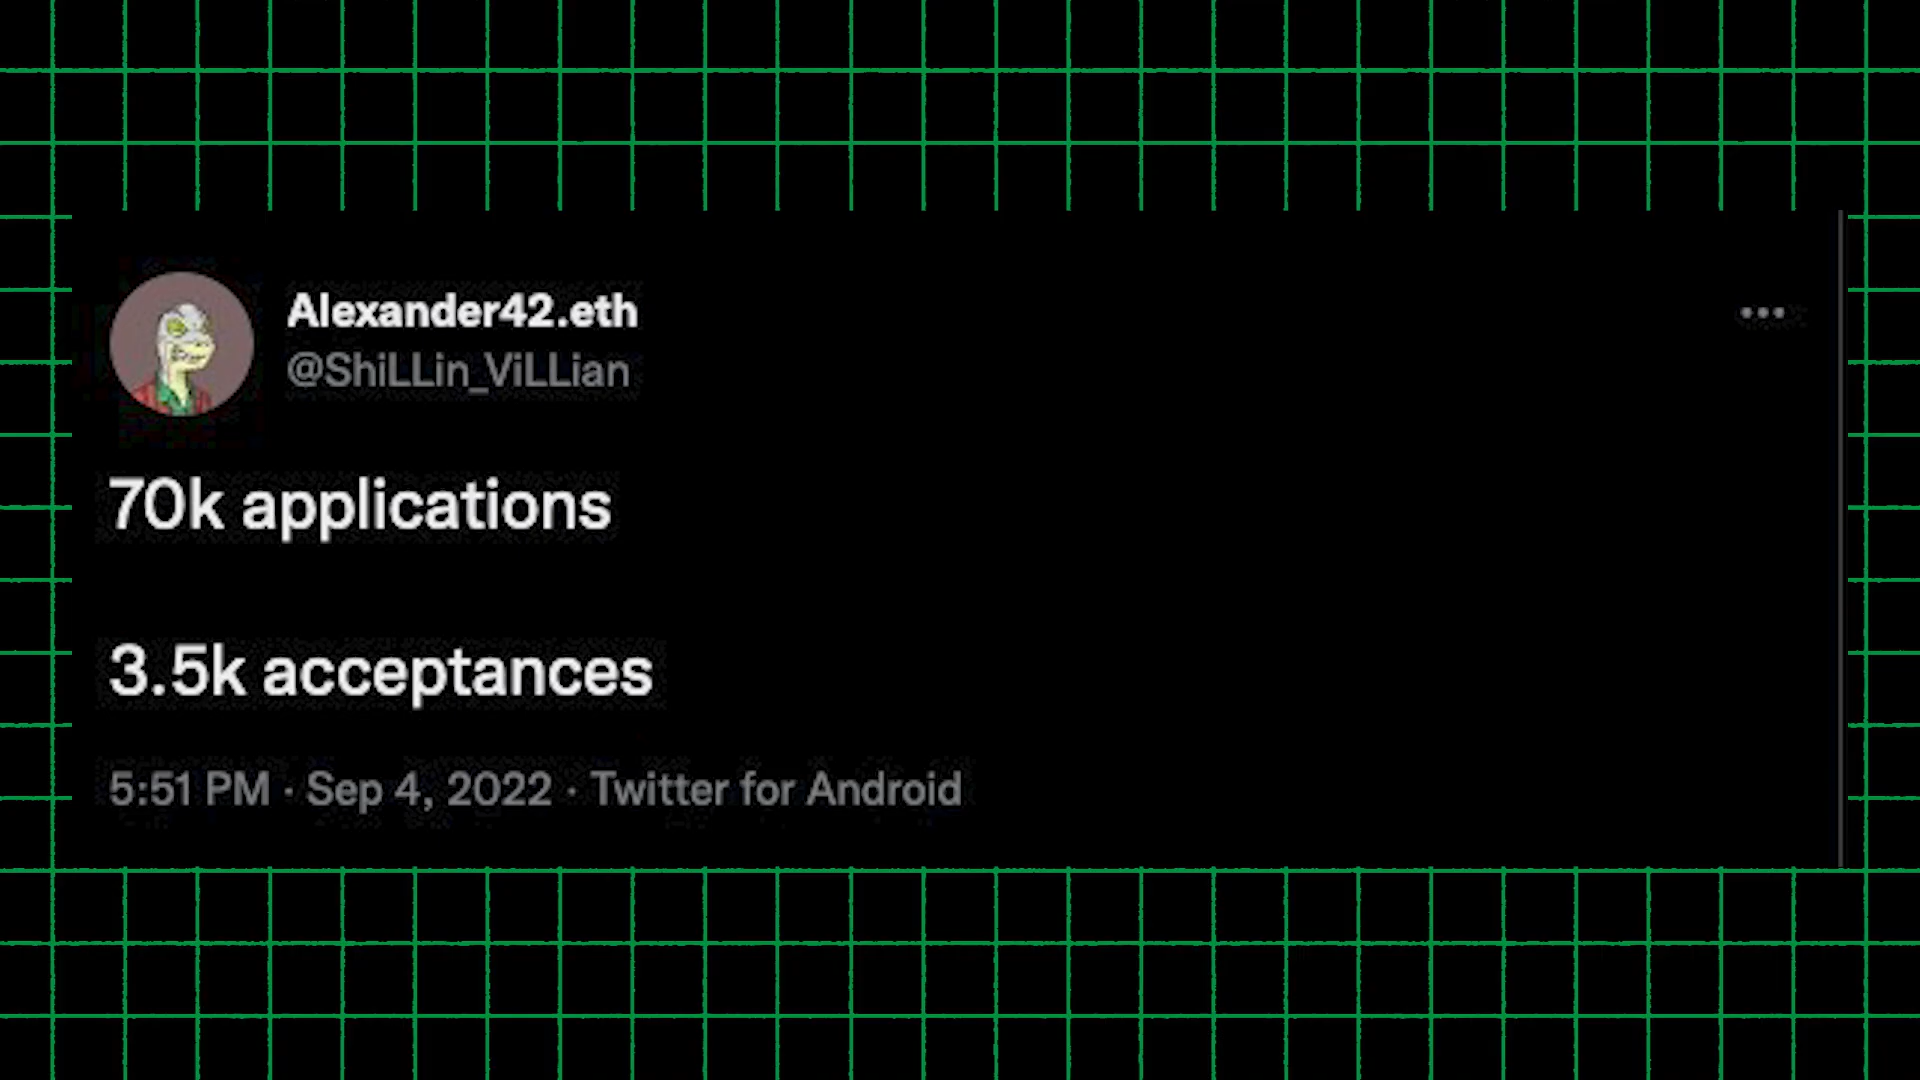 Alexander42.eth
@ShiLLin_ViLLian
70k applications
3.5k acceptances
5:51 PM · Sep 4, 2022 · Twitter for Android